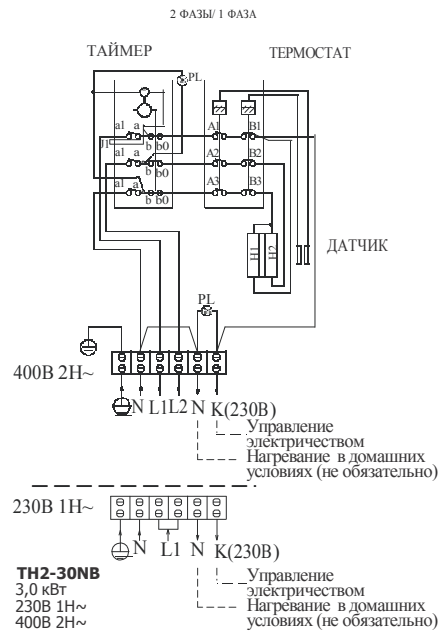 2 ФАЗЫ/ 1 ФАЗА
ТАЙМЕР
ТЕРМОСТАТ
PL
a1 a b b0
J1
A1 B1
a1 a b b0
A2 B2
a1 a b b0
A3 B3
H1 H2
ДАТЧИК
PL
400В 2Н~
N L1 L2 N K(230В)
Управление
электричеством
Нагревание в домашних
условиях (не обязательно)
230В 1Н~
N L1 N K(230В)
TH2-30NB
3,0 кВт
230В 1Н~
400В 2Н~
Управление
электричеством
Нагревание в домашних
условиях (не обязательно)